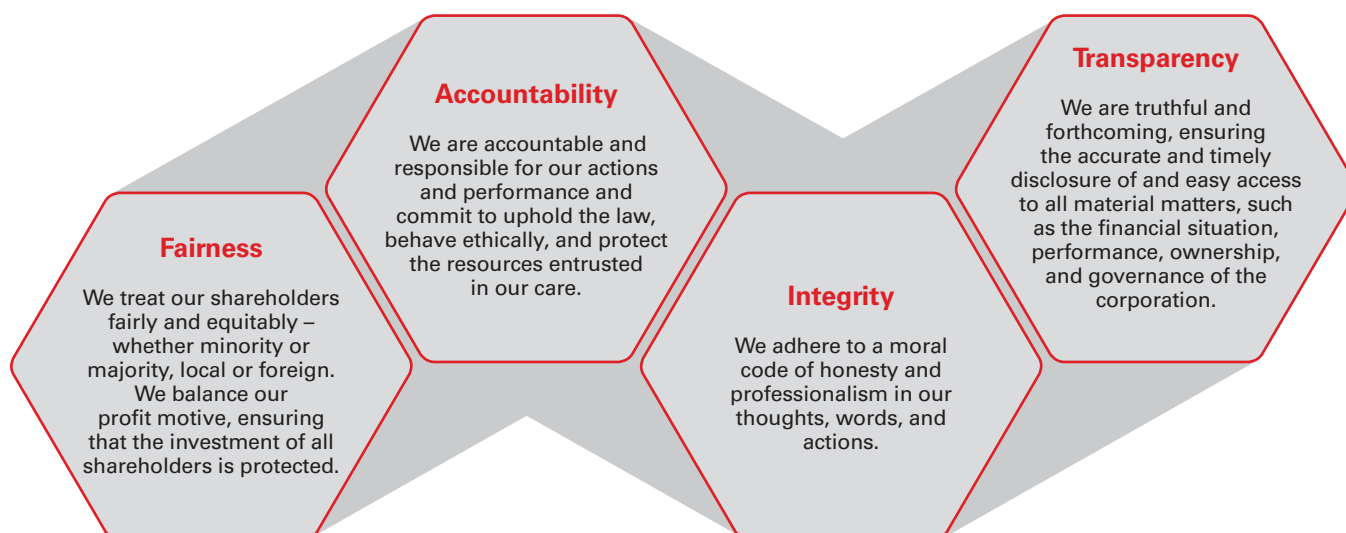 Fairness
We treat our shareholders
fairly and equitably –
whether minority or
majority, local or foreign.
We balance our
profit motive, ensuring
that the investment of all
shareholders is protected.
Accountability
We are accountable and
responsible for our actions
and performance and
commit to uphold the law,
behave ethically, and protect
the resources entrusted
in our care.
Integrity
We adhere to a moral
code of honesty and
professionalism in our
thoughts, words, and
actions.
Transparency
We are truthful and
forthcoming, ensuring
the accurate and timely
disclosure of and easy access
to all material matters, such
as the financial situation,
performance, ownership,
and governance of the
corporation.